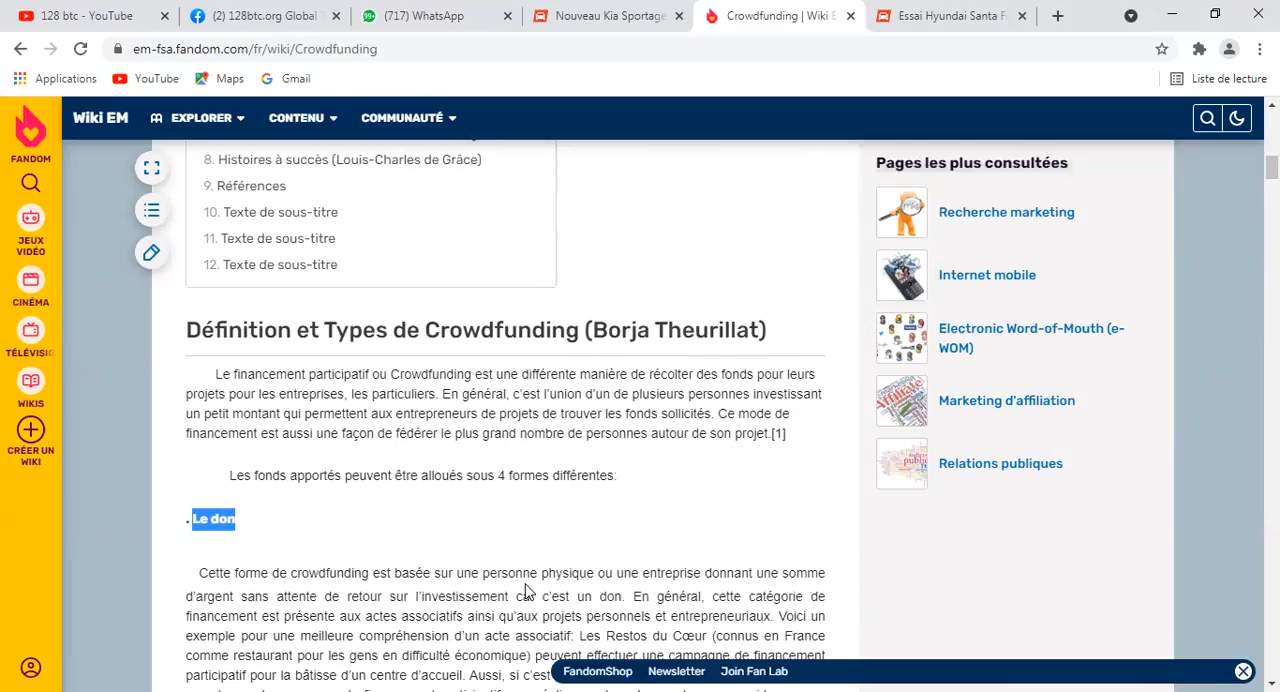 128 btc - YouTube
(2) 128btc.org Global T
(717) WhatsApp
Nouveau Kia Sportage
Crowdfunding | Wiki E
Essai Hyundai Santa F
em-fsa.fandom.com/fr/wiki/Crowdfunding
Applications
YouTube
Maps
Gmail
Liste de lecture
Wiki EM
EXPLORER
CONTENU
COMMUNAUTÉ
FANDOM
JEUX
VIDÉO
CINÉMA
TÉLÉVISIO
WIKIS
CRÉER UN
WIKI
8. Histoires à succès (Louis-Charles de Grâce)
9. Références
10. Texte de sous-titre
11. Texte de sous-titre
12. Texte de sous-titre
Définition et Types de Crowdfunding (Borja Theurillat)
Le financement participatif ou Crowdfunding est une différente manière de récolter des fonds pour leurs
projets pour les entreprises, les particuliers. En général, c’est l’union d’un de plusieurs personnes investissant
un petit montant qui permettent aux entrepreneurs de projets de trouver les fonds sollicités. Ce mode de
financement est aussi une façon de fédérer le plus grand nombre de personnes autour de son projet.[1]
Les fonds apportés peuvent être alloués sous 4 formes différentes:
. Le don
Cette forme de crowdfunding est basée sur une personne physique ou une entreprise donnant une somme
d’argent sans attente de retour sur l’investissement car c’est un don. En général, cette catégorie de
financement est présente aux actes associatifs ainsi qu’aux projets personnels et entrepreneuriaux. Voici un
exemple pour une meilleure compréhension d’un acte associatif: Les Restos du Cœur (connus en France
comme restaurant pour les gens en difficulté économique) peuvent effectuer une campagne de financement
participatif pour la bâtisse d’un centre d’accueil. Aussi, si c’est
Pages les plus consultées
Recherche marketing
Internet mobile
Electronic Word-of-Mouth (e-
WOM)
Marketing d'affiliation
Relations publiques
FandomShop
Newsletter
Join Fan Lab